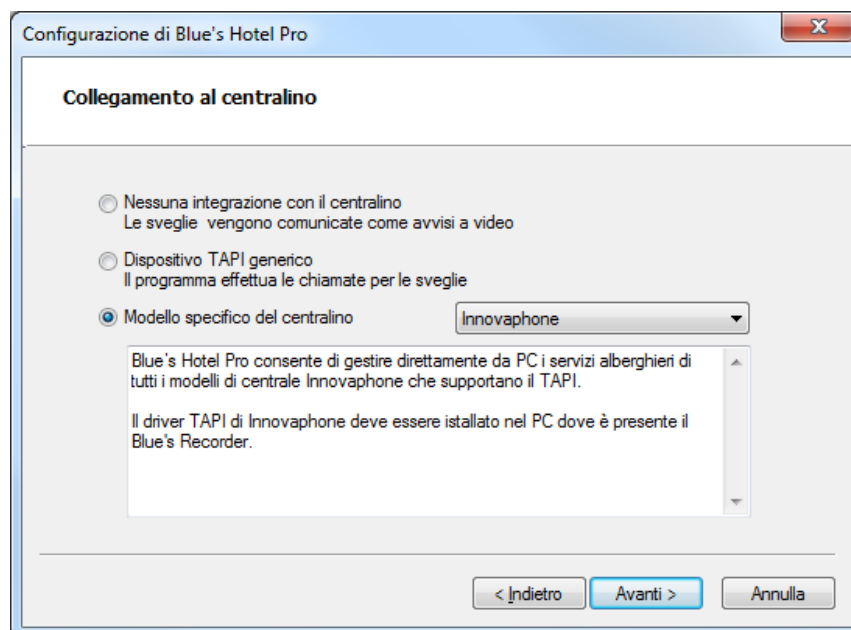 Configurazione di Blue's Hotel Pro
Collegamento al centralino
Nessuna integrazione con il centralino
Le sveglie vengono comunicate come avvisi a video
Dispositivo TAPI generico
Il programma effettua le chiamate per le sveglie
Modello specifico del centralino
Innovaphone
Blue's Hotel Pro consente di gestire direttamente da PC i servizi alberghieri di
tutti i modelli di centrale Innovaphone che supportano il TAPI.
Il driver TAPI di Innovaphone deve essere istallato nel PC dove è presente il
Blue's Recorder.
< Indietro
Avanti >
Annulla